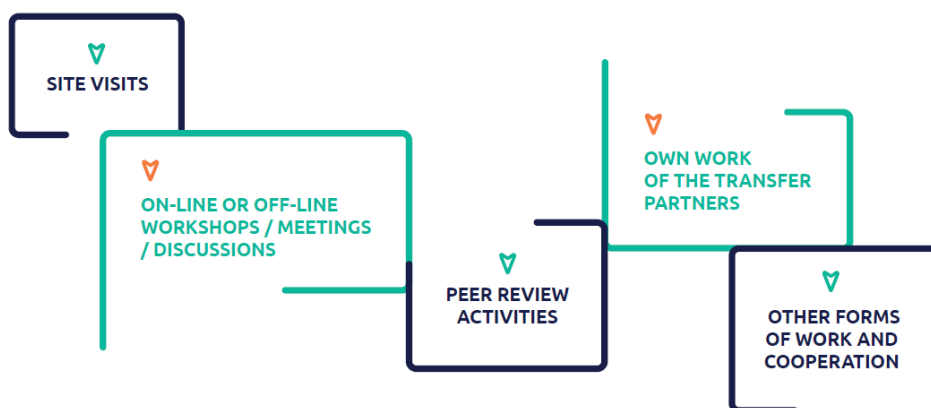 SITE VISITS
ON-LINE OR OFF-LINE
WORKSHOPS / MEETINGS
/ DISCUSSIONS
PEER REVIEW
ACTIVITIES
OWN WORK
OF THE TRANSFER
PARTNERS
OTHER FORMS
OF WORK AND
COOPERATION